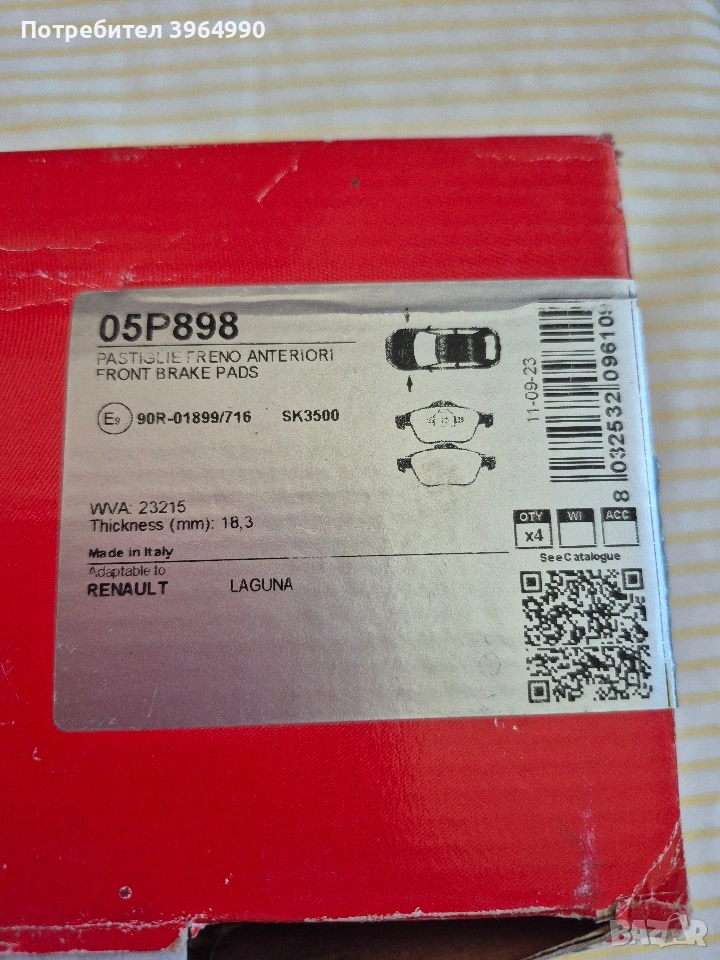 Потребител 3964990
05P898
PASTIGLIE FRENO ANTERIORI
FRONT BRAKE PADS
E9 90R-01899/716 SK3500
WVA: 23215
Thickness (mm): 18,3
Made in Italy
Adaptable to
RENAULT LAGUNA
11-09-23
8 032532 096109
QTY WI ACC
x4
See Catalogue
BAZAR